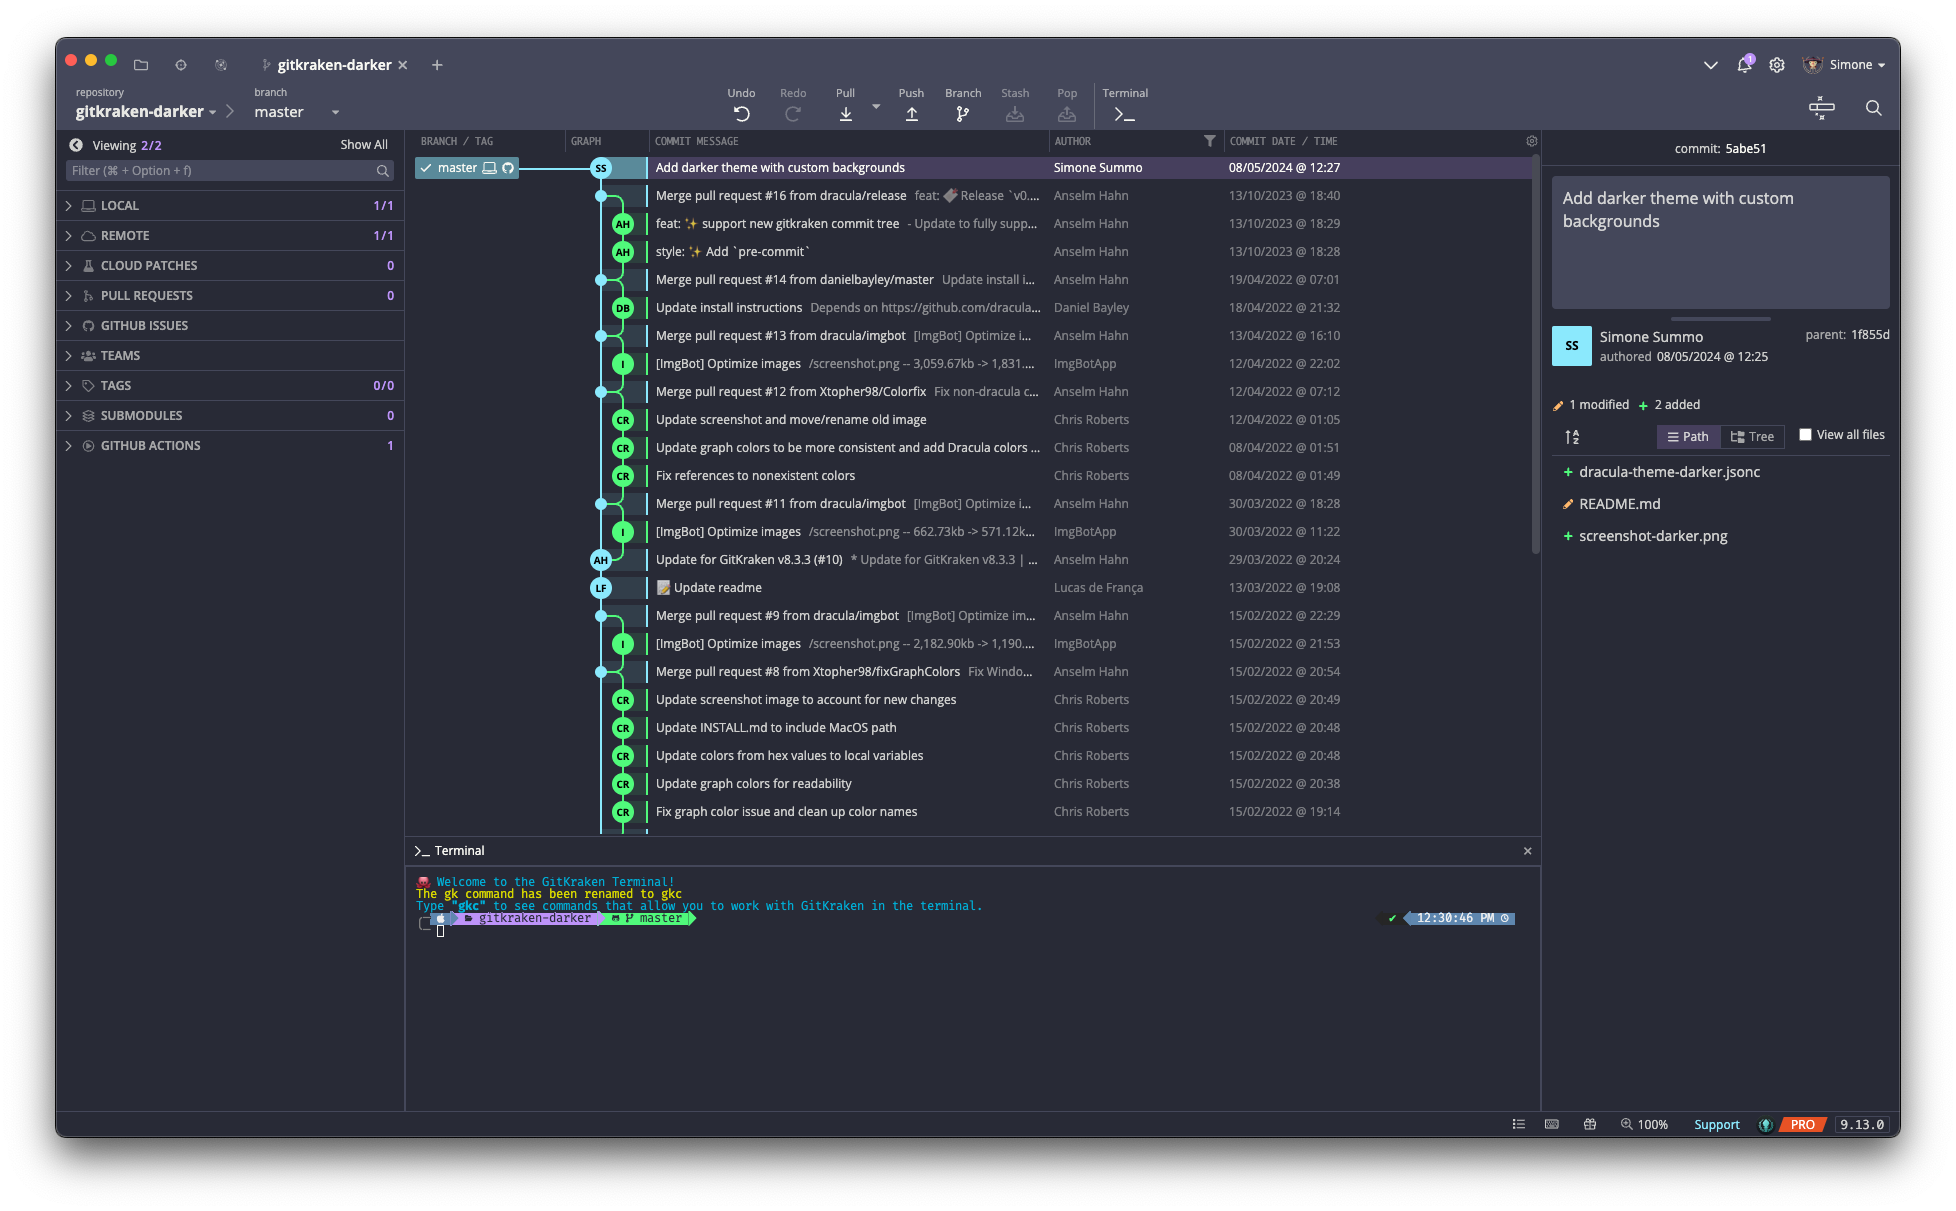 gitkraken-darker
1
Simone
repository
gitkraken-darker
branch
master
Undo
Redo
Pull
Push
Branch
Stash
Pop
Terminal
Viewing 2/2
Show All
Filter (⌘ + Option + f)
LOCAL 1/1
REMOTE 1/1
CLOUD PATCHES 0
PULL REQUESTS 0
GITHUB ISSUES
TEAMS
TAGS 0/0
SUBMODULES 0
GITHUB ACTIONS 1
BRANCH / TAG GRAPH COMMIT MESSAGE AUTHOR COMMIT DATE / TIME
master SS Add darker theme with custom backgrounds Simone Summo 08/05/2024 @ 12:27
Merge pull request #16 from dracula/release feat: 🏷️ Release `v0.... Anselm Hahn 13/10/2023 @ 18:40
AH feat: ✨ support new gitkraken commit tree - Update to fully supp... Anselm Hahn 13/10/2023 @ 18:29
AH style: ✨ Add `pre-commit` Anselm Hahn 13/10/2023 @ 18:28
Merge pull request #14 from danielbayley/master Update install i... Anselm Hahn 19/04/2022 @ 07:01
DB Update install instructions Depends on https://github.com/dracula... Daniel Bayley 18/04/2022 @ 21:32
Merge pull request #13 from dracula/imgbot [ImgBot] Optimize i... Anselm Hahn 13/04/2022 @ 16:10
I [ImgBot] Optimize images /screenshot.png -- 3,059.67kb -> 1,831.... ImgBotApp 12/04/2022 @ 22:02
Merge pull request #12 from Xtopher98/Colorfix Fix non-dracula c... Anselm Hahn 12/04/2022 @ 07:12
CR Update screenshot and move/rename old image Chris Roberts 12/04/2022 @ 01:05
CR Update graph colors to be more consistent and add Dracula colors ... Chris Roberts 08/04/2022 @ 01:51
CR Fix references to nonexistent colors Chris Roberts 08/04/2022 @ 01:49
Merge pull request #11 from dracula/imgbot [ImgBot] Optimize i... Anselm Hahn 30/03/2022 @ 18:28
I [ImgBot] Optimize images /screenshot.png -- 662.73kb -> 571.12k... ImgBotApp 30/03/2022 @ 11:22
AH Update for GitKraken v8.3.3 (#10) * Update for GitKraken v8.3.3 | ... Anselm Hahn 29/03/2022 @ 20:24
LF 📝 Update readme Lucas de França 13/03/2022 @ 19:08
Merge pull request #9 from dracula/imgbot [ImgBot] Optimize im... Anselm Hahn 15/02/2022 @ 22:29
I [ImgBot] Optimize images /screenshot.png -- 2,182.90kb -> 1,190.... ImgBotApp 15/02/2022 @ 21:53
Merge pull request #8 from Xtopher98/fixGraphColors Fix Windo... Anselm Hahn 15/02/2022 @ 20:54
CR Update screenshot image to account for new changes Chris Roberts 15/02/2022 @ 20:49
CR Update INSTALL.md to include MacOS path Chris Roberts 15/02/2022 @ 20:48
CR Update colors from hex values to local variables Chris Roberts 15/02/2022 @ 20:48
CR Update graph colors for readability Chris Roberts 15/02/2022 @ 20:38
CR Fix graph color issue and clean up color names Chris Roberts 15/02/2022 @ 19:14
Terminal
Welcome to the GitKraken Terminal!
The gk command has been renamed to gkc
Type "gkc" to see commands that allow you to work with GitKraken in the terminal.
gitkraken-darker master ✔ 12:30:46 PM
commit: 5abe51
Add darker theme with custom
backgrounds
SS
Simone Summo
authored 08/05/2024 @ 12:25
parent: 1f855d
1 modified + 2 added
Path
Tree
View all files
+ dracula-theme-darker.jsonc
README.md
+ screenshot-darker.png
100%
Support
PRO
9.13.0